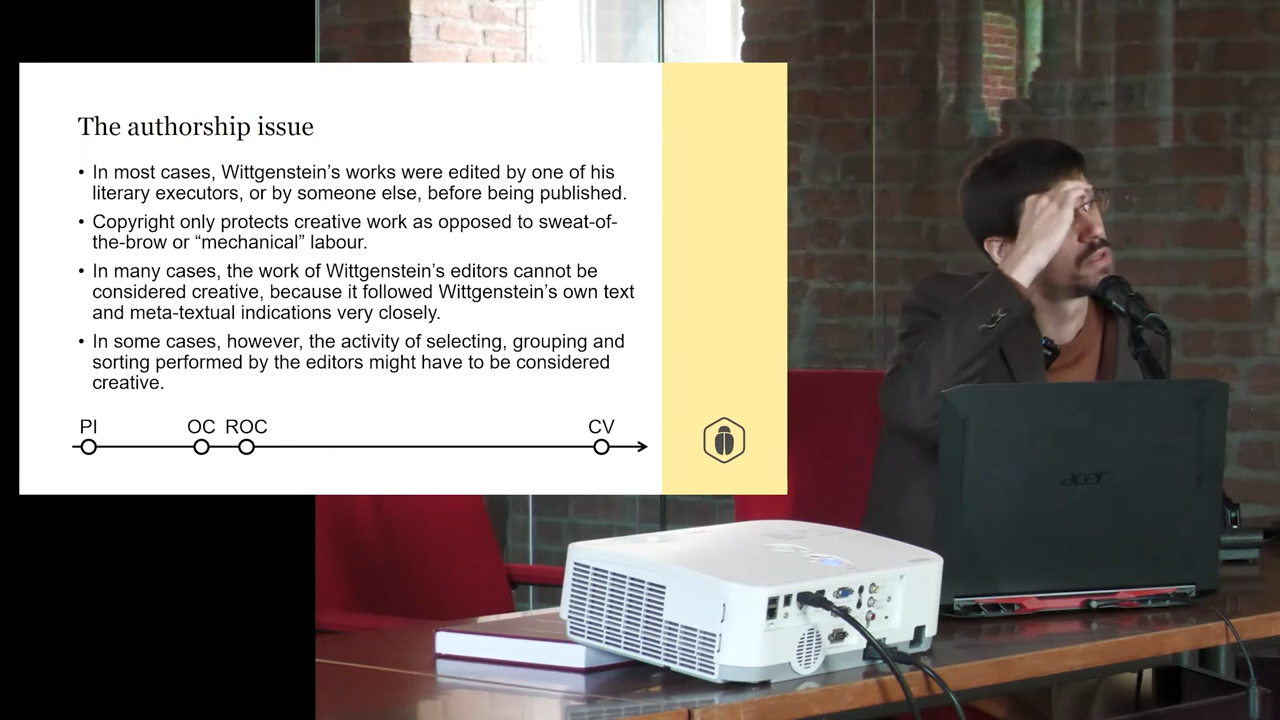 The authorship issue
• In most cases, Wittgenstein’s works were edited by one of his
literary executors, or by someone else, before being published.
• Copyright only protects creative work as opposed to sweat-of-
the-brow or “mechanical” labour.
• In many cases, the work of Wittgenstein’s editors cannot be
considered creative, because it followed Wittgenstein’s own text
and meta-textual indications very closely.
• In some cases, however, the activity of selecting, grouping and
sorting performed by the editors might have to be considered
creative.
PI OC ROC CV
acer